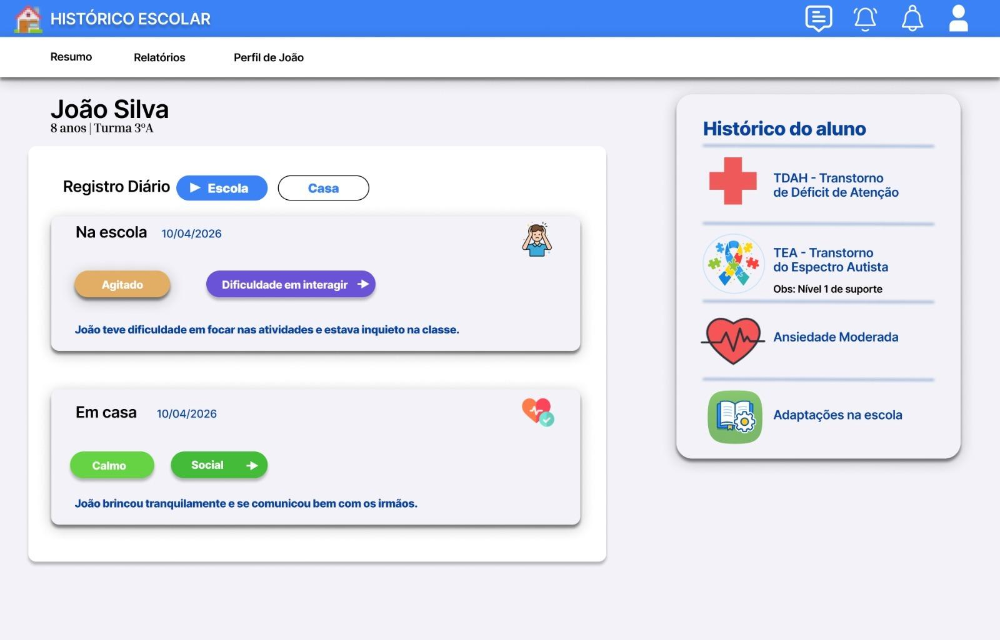 HISTÓRICO ESCOLAR
Resumo
Relatórios
Perfil de João
João Silva
8 anos | Turma 3ºA
Registro Diário
Escola
Casa
Na escola
10/04/2026
Agitado
Dificuldade em interagir
João teve dificuldade em focar nas atividades e estava inquieto na classe.
Em casa
10/04/2026
Calmo
Social
João brincou tranquilamente e se comunicou bem com os irmãos.
Histórico do aluno
TDAH - Transtorno
de Déficit de Atenção
TEA - Transtorno
do Espectro Autista
Obs: Nível 1 de suporte
Ansiedade Moderada
Adaptações na escola